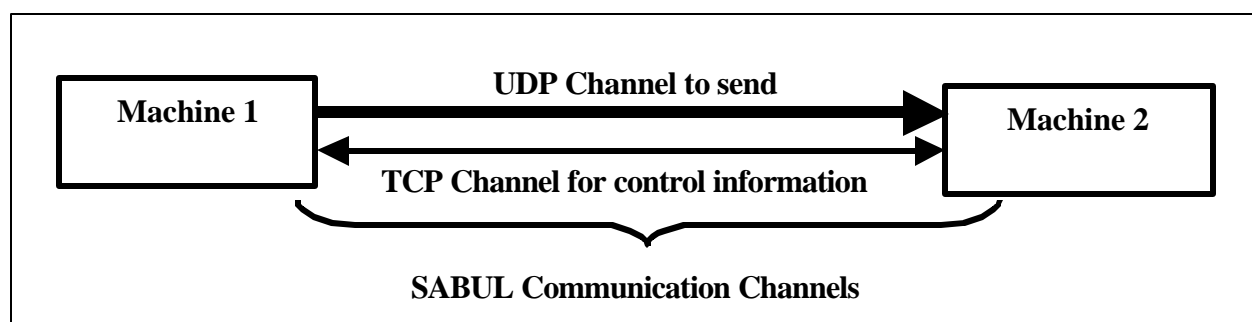 UDP Channel to send
Machine 1
Machine 2
TCP Channel for control information
SABUL Communication Channels